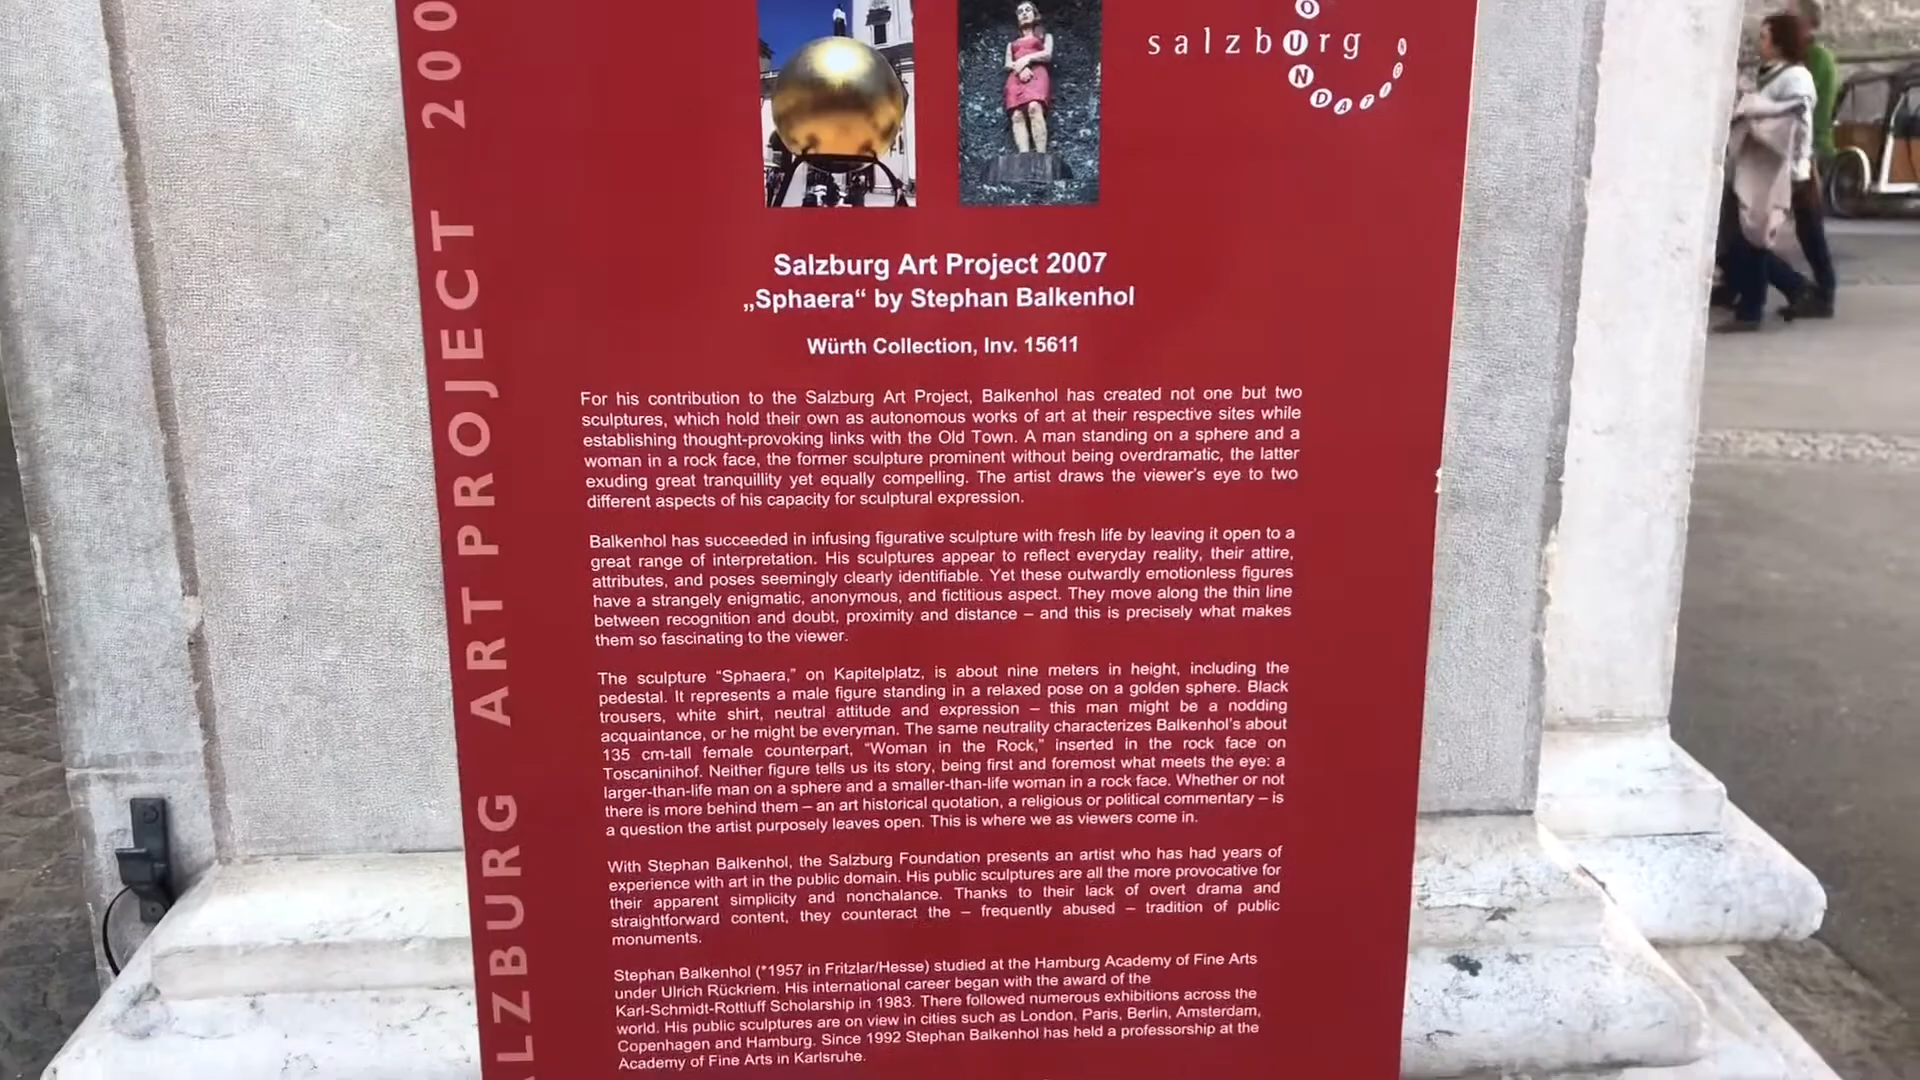 salzbUrg
OUNDATION
SALZBURG ART PROJECT 200
Salzburg Art Project 2007
„Sphaera“ by Stephan Balkenhol
Würth Collection, Inv. 15611
For his contribution to the Salzburg Art Project, Balkenhol has created not one but two
sculptures, which hold their own as autonomous works of art at their respective sites while
establishing thought-provoking links with the Old Town. A man standing on a sphere and a
woman in a rock face, the former sculpture prominent without being overdramatic, the latter
exuding great tranquillity yet equally compelling. The artist draws the viewer's eye to two
different aspects of his capacity for sculptural expression.
Balkenhol has succeeded in infusing figurative sculpture with fresh life by leaving it open to a
great range of interpretation. His sculptures appear to reflect everyday reality, their attire,
attributes, and poses seemingly clearly identifiable. Yet these outwardly emotionless figures
have a strangely enigmatic, anonymous, and fictitious aspect. They move along the thin line
between recognition and doubt, proximity and distance – and this is precisely what makes
them so fascinating to the viewer.
The sculpture “Sphaera,” on Kapitelplatz, is about nine meters in height, including the
pedestal. It represents a male figure standing in a relaxed pose on a golden sphere. Black
trousers, white shirt, neutral attitude and expression – this man might be a nodding
acquaintance, or he might be everyman. The same neutrality characterizes Balkenhol's about
135 cm-tall female counterpart, “Woman in the Rock,” inserted in the rock face on
Toscaninihof. Neither figure tells us its story, being first and foremost what meets the eye: a
larger-than-life man on a sphere and a smaller-than-life woman in a rock face. Whether or not
there is more behind them – an art historical quotation, a religious or political commentary – is
a question the artist purposely leaves open. This is where we as viewers come in.
With Stephan Balkenhol, the Salzburg Foundation presents an artist who has had years of
experience with art in the public domain. His public sculptures are all the more provocative for
their apparent simplicity and nonchalance. Thanks to their lack of overt drama and
straightforward content, they counteract the – frequently abused – tradition of public
monuments.
Stephan Balkenhol (*1957 in Fritzlar/Hesse) studied at the Hamburg Academy of Fine Arts
under Ulrich Rückriem. His international career began with the award of the
Karl-Schmidt-Rottluff Scholarship in 1983. There followed numerous exhibitions across the
world. His public sculptures are on view in cities such as London, Paris, Berlin, Amsterdam,
Copenhagen and Hamburg. Since 1992 Stephan Balkenhol has held a professorship at the
Academy of Fine Arts in Karlsruhe.